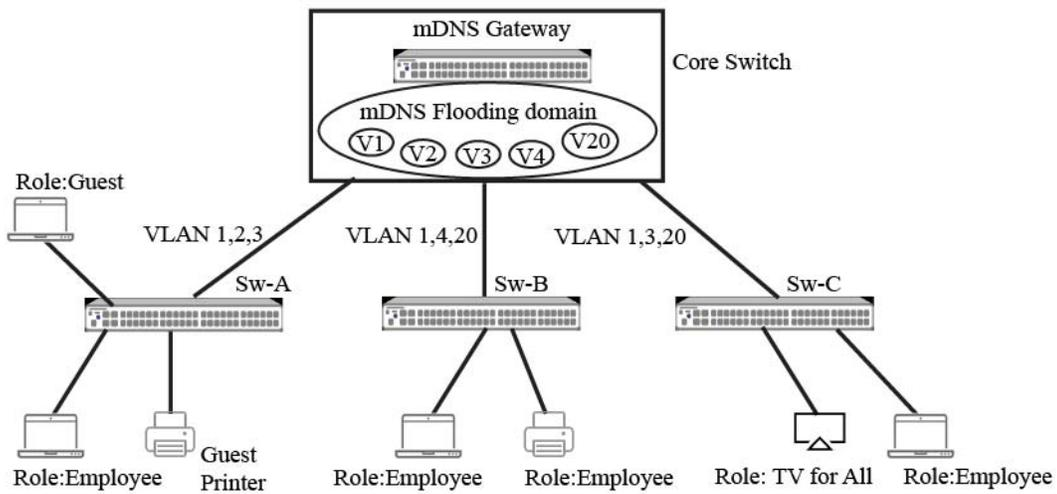 mDNS Gateway
Core Switch
mDNS Flooding domain
V1
V2
V3
V4
V20
Role:Guest
VLAN 1,2,3
VLAN 1,4,20
VLAN 1,3,20
Sw-A
Sw-B
Sw-C
Role:Employee
Guest
Printer
Role:Employee
Role:Employee
Role: TV for All
Role:Employee